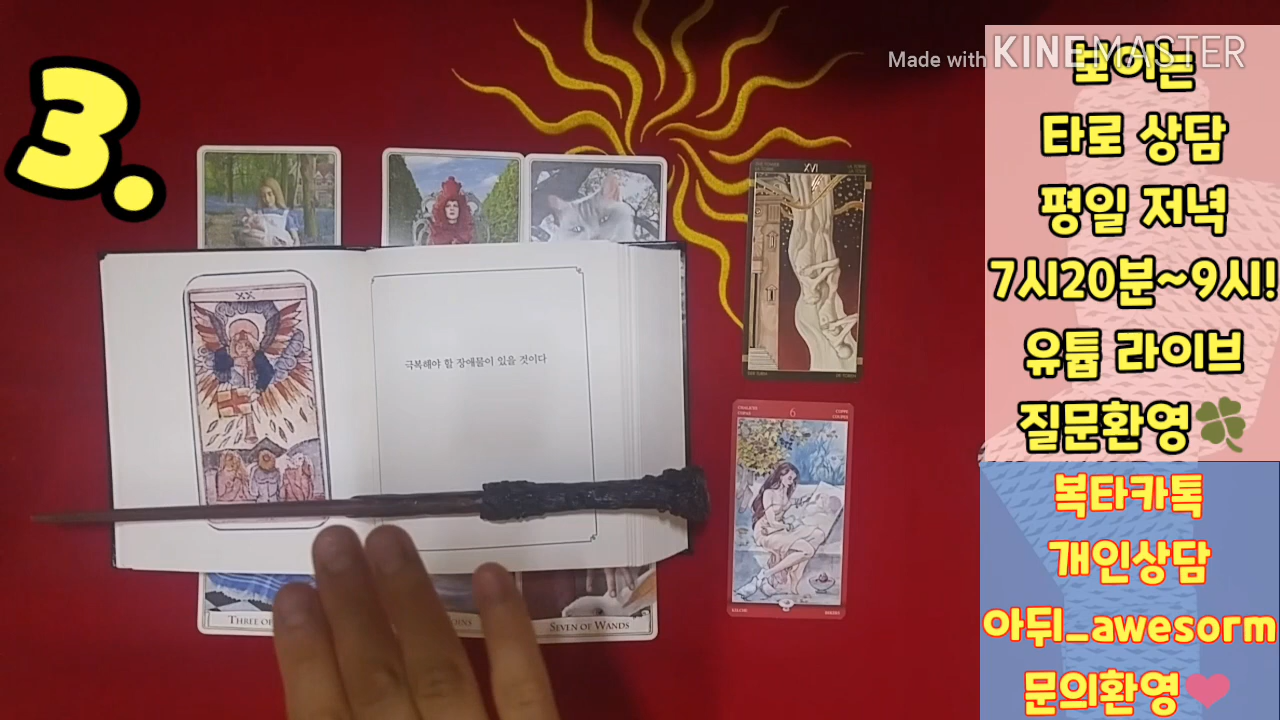 3.
Made with KINEMASTER
보이는
타로 상담
평일 저녁
7시20분~9시!
유튭 라이브
질문환영🍀
복타카톡
개인상담
아뒤_awesorm
문의환영❤
XVI
XX
극복해야 할 장애물이 있을 것이다
6
THREE OF
SEVEN OF WANDS